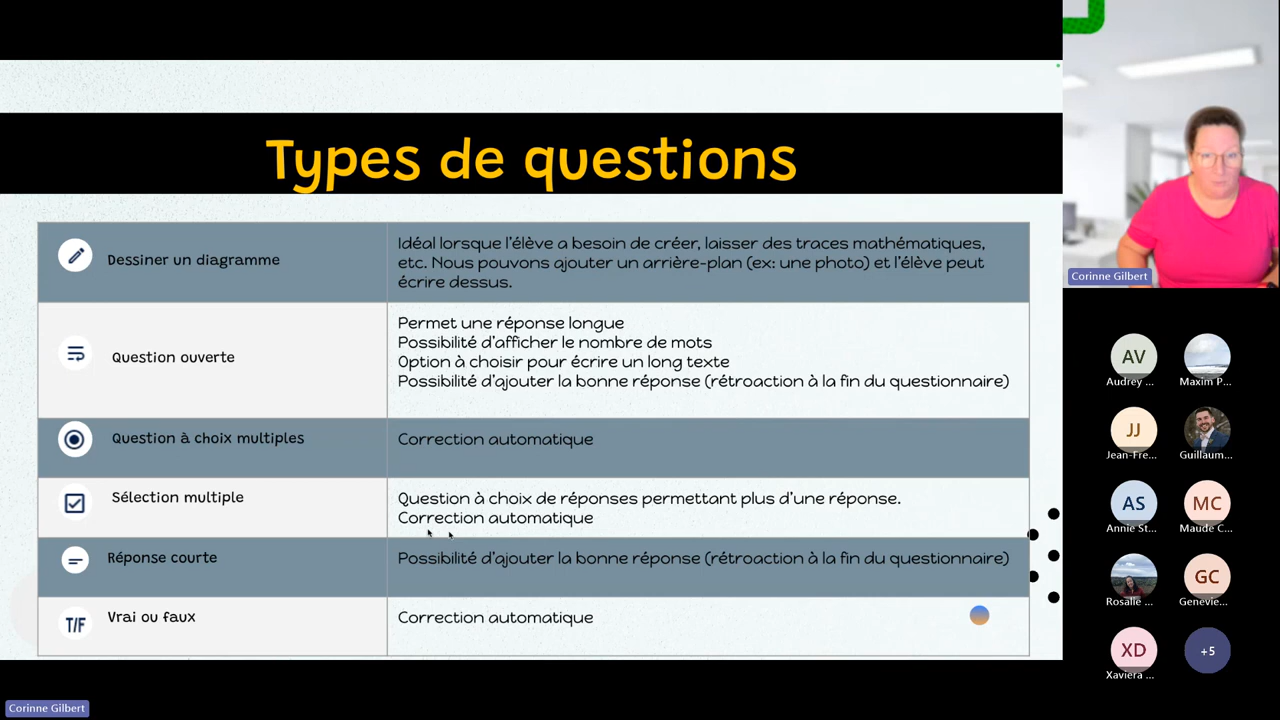 Types de questions
Dessiner un diagramme
Idéal lorsque l'élève a besoin de créer, laisser des traces mathématiques,
etc. Nous pouvons ajouter un arrière-plan (ex: une photo) et l'élève peut
écrire dessus.
Question ouverte
Permet une réponse longue
Possibilité d'afficher le nombre de mots
Option à choisir pour écrire un long texte
Possibilité d'ajouter la bonne réponse (rétroaction à la fin du questionnaire)
Question à choix multiples
Correction automatique
Sélection multiple
Question à choix de réponses permettant plus d'une réponse.
Correction automatique
Réponse courte
Possibilité d'ajouter la bonne réponse (rétroaction à la fin du questionnaire)
T/F
Vrai ou faux
Correction automatique
Corinne Gilbert
AV
Audrey ...
Maxim P...
JJ
Jean-Fre...
Guillaum...
AS
Annie St...
MC
Maude C...
Rosalie ...
GC
Geneviè...
XD
Xaviera ...
+5
Corinne Gilbert